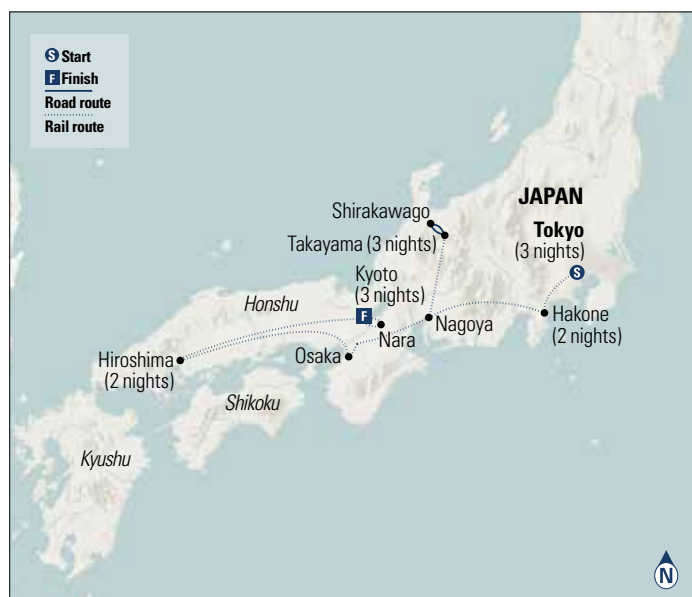 S Start
F Finish
Road route
Rail route
JAPAN
Shirakawago
Tokyo
(3 nights)
S
Takayama (3 nights)
Kyoto
(3 nights)
Honshu
F
Nagoya
Hakone
(2 nights)
Nara
Osaka
Hiroshima
(2 nights)
Shikoku
Kyushu
N